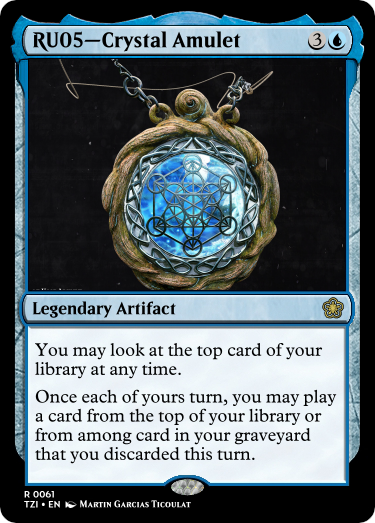 RU05—Crystal Amulet 3
Legendary Artifact
You may look at the top card of your
library at any time.
Once each of yours turn, you may play
a card from the top of your library or
from among card in your graveyard
that you discarded this turn.
R 0061
TZI • EN Martin Garcias Ticoulat